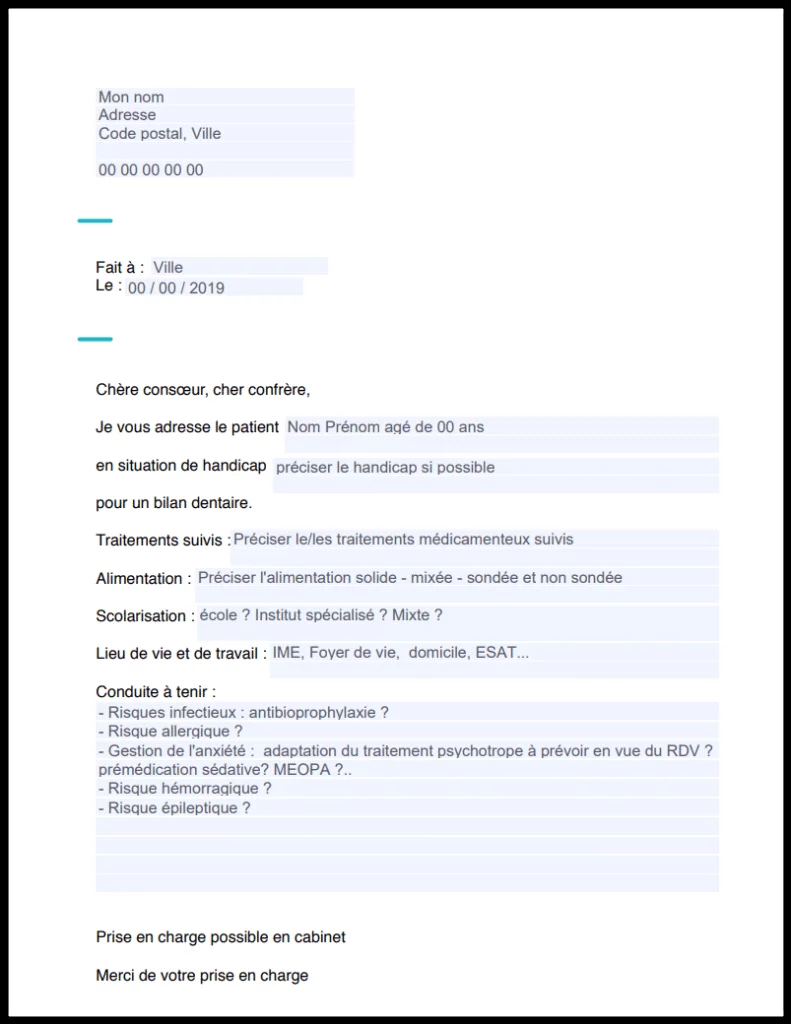 Mon nom
Adresse
Code postal, Ville
00 00 00 00 00
Fait à : Ville
Le : 00 / 00 / 2019
Chère consœur, cher confrère,
Je vous adresse le patient Nom Prénom agé de 00 ans
en situation de handicap préciser le handicap si possible
pour un bilan dentaire.
Traitements suivis : Préciser le/les traitements médicamenteux suivis
Alimentation : Préciser l'alimentation solide - mixée - sondée et non sondée
Scolarisation : école ? Institut spécialisé ? Mixte ?
Lieu de vie et de travail : IME, Foyer de vie, domicile, ESAT...
Conduite à tenir :
- Risques infectieux : antibioprophylaxie ?
- Risque allergique ?
- Gestion de l'anxiété : adaptation du traitement psychotrope à prévoir en vue du RDV ?
prémédication sédative? MEOPA ?..
- Risque hémorragique ?
- Risque épileptique ?
Prise en charge possible en cabinet
Merci de votre prise en charge